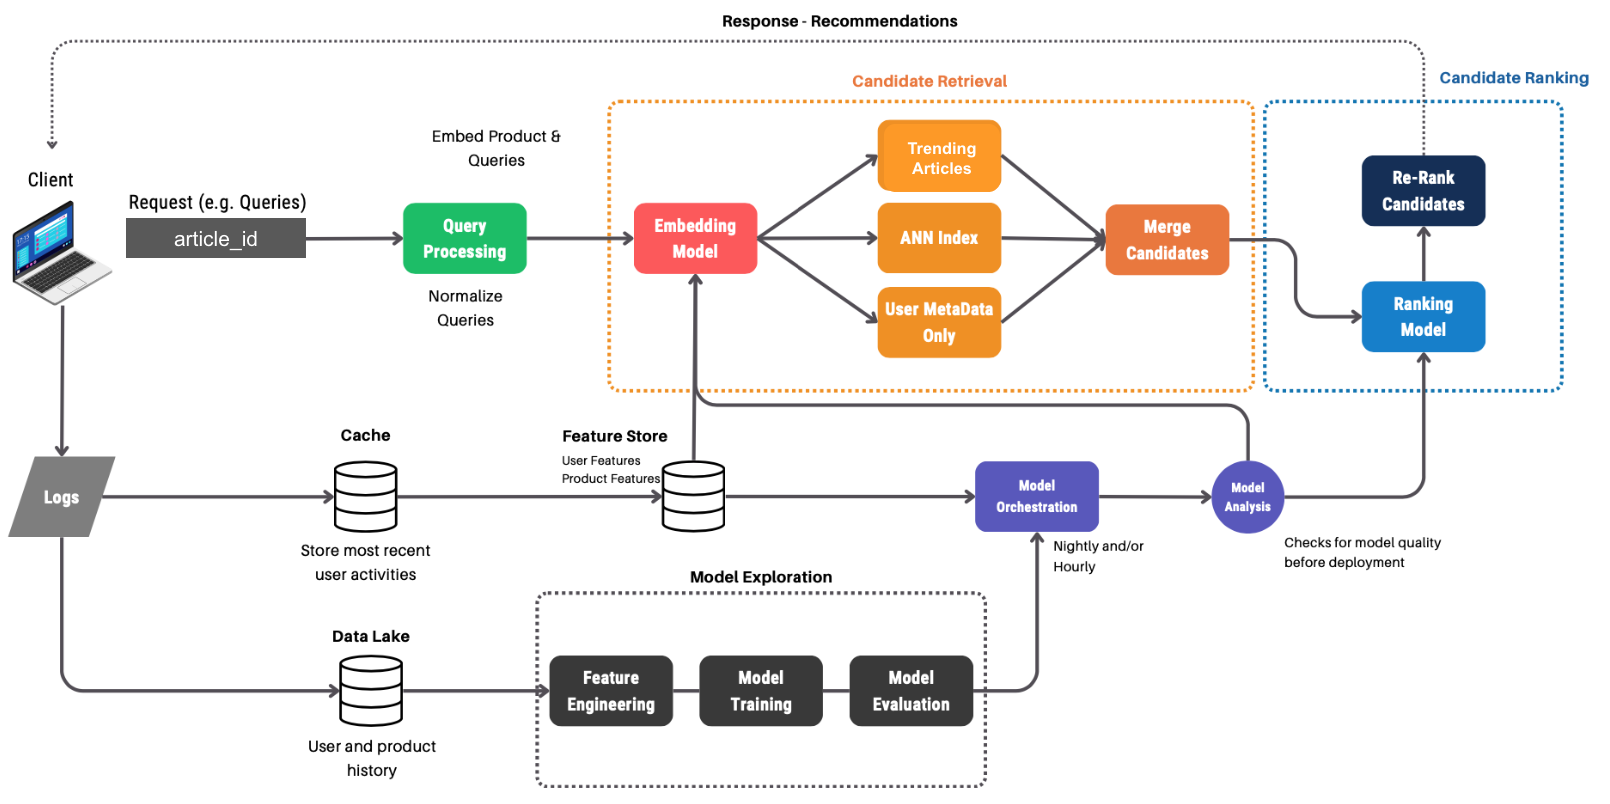 Response - Recommendations
Candidate Retrieval
Candidate Ranking
Embed Product &
Queries
Client
Request (e.g. Queries)
article_id
Query
Processing
Normalize
Queries
Embedding
Model
Trending
Articles
ANN Index
User MetaData
Only
Merge
Candidates
Re-Rank
Candidates
Ranking
Model
Logs
Cache
Store most recent
user activities
Feature Store
User Features
Product Features
Model
Orchestration
Nightly and/or
Hourly
Model
Analysis
Checks for model quality
before deployment
Data Lake
User and product
history
Model Exploration
Feature
Engineering
Model
Training
Model
Evaluation